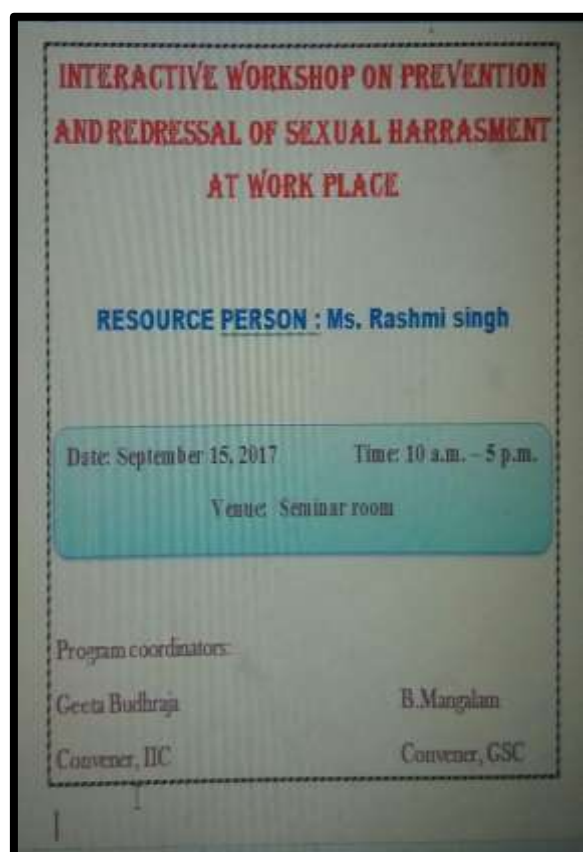 INTERACTIVE WORKSHOP ON PREVENTION
AND REDRESSAL OF SEXUAL HARRASMENT
AT WORK PLACE
RESOURCE PERSON : Ms. Rashmi singh
Date: September 15, 2017 Time: 10 a.m. – 5 p.m.
Venue: Seminar room
Program coordinators:
Geeta Budhraja B.Mangalam
Convener, IIC Convener, GSC